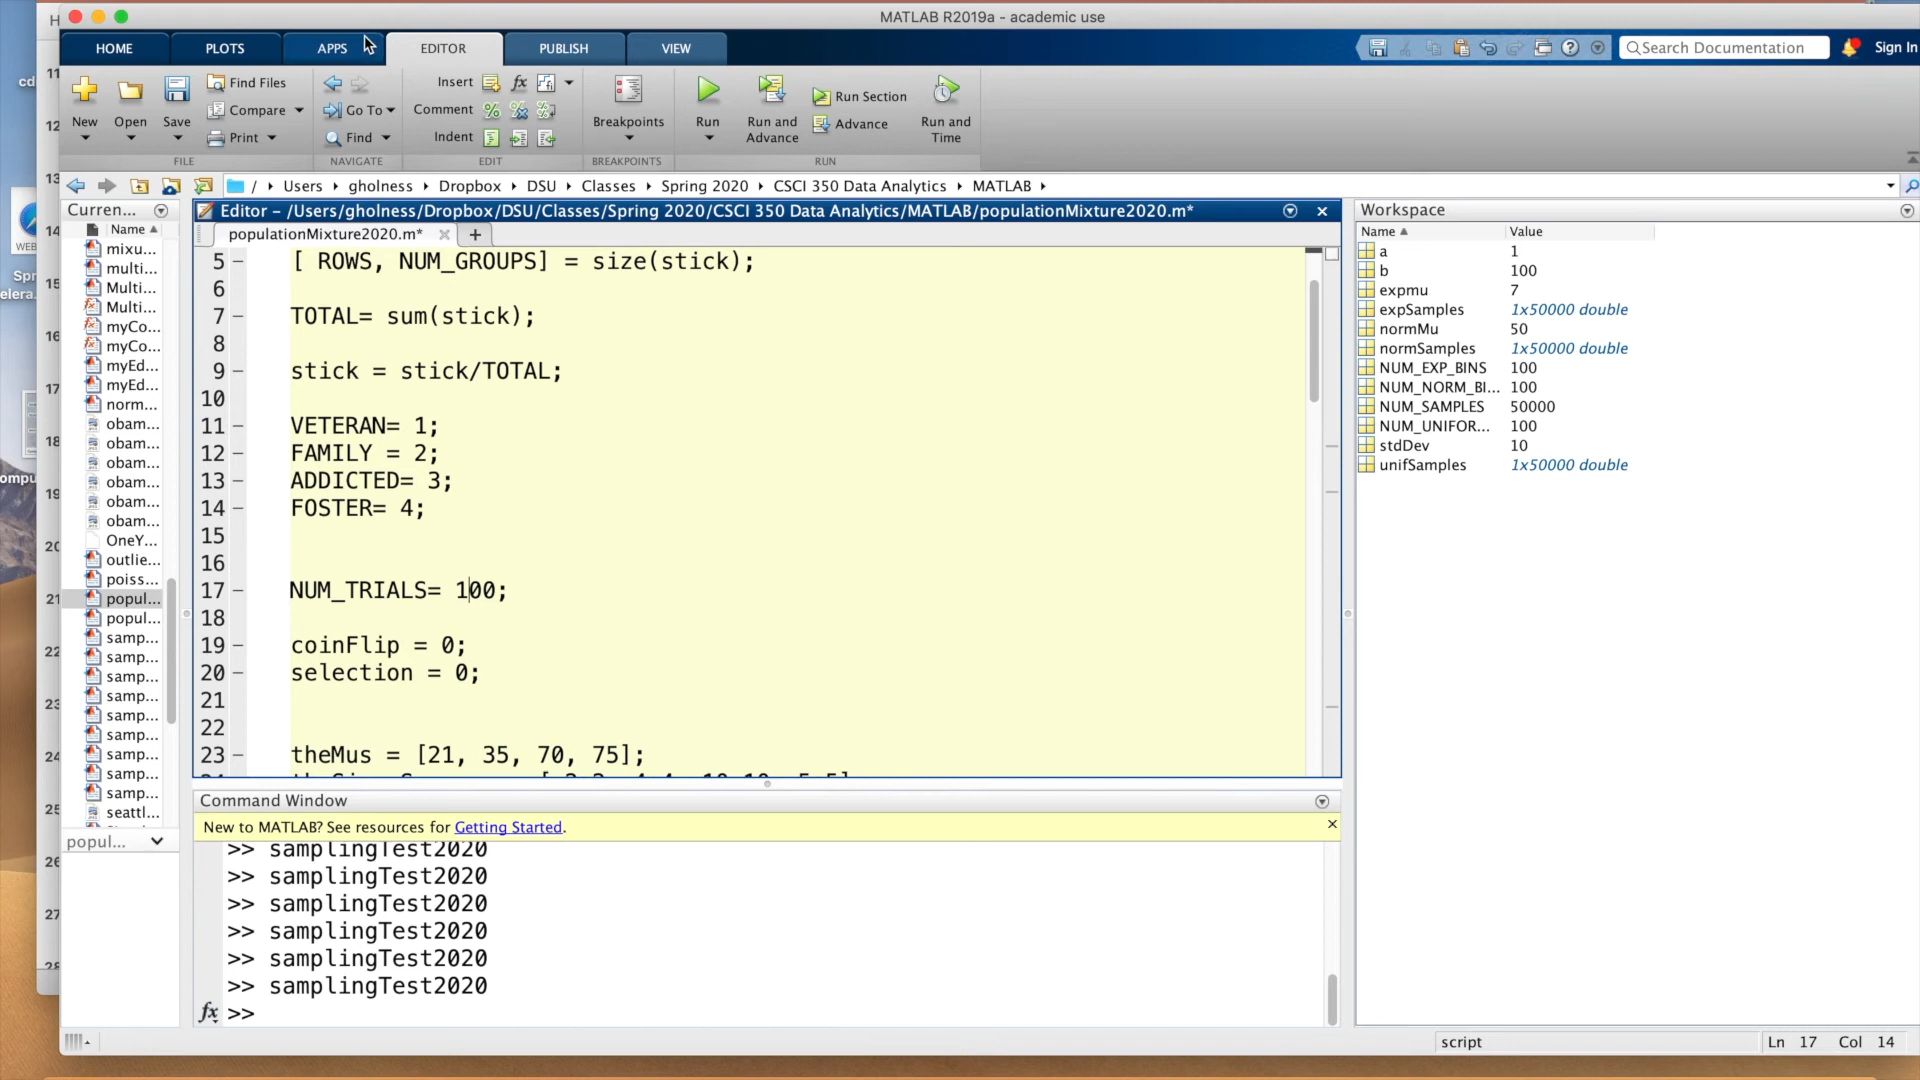 MATLAB R2019a - academic use
HOME PLOTS APPS EDITOR PUBLISH VIEW
Search Documentation
Sign In
New Open Save
Find Files
Compare
Print
FILE
Go To
Find
NAVIGATE
Insert
Comment
Indent
EDIT
Breakpoints
BREAKPOINTS
Run
Run and Advance
Run Section
Advance
Run and Time
RUN
/ Users gholness Dropbox DSU Classes Spring 2020 CSCI 350 Data Analytics MATLAB
Curren...
Name
mixu...
multi...
Multi...
Multi...
myCo...
myCo...
myEd...
myEd...
norm...
obam...
obam...
obam...
obam...
obam...
obam...
OneY...
outlie...
poiss...
popul...
popul...
samp...
samp...
samp...
samp...
samp...
samp...
samp...
samp...
samp...
seattl...
popul...
Editor - /Users/gholness/Dropbox/DSU/Classes/Spring 2020/CSCI 350 Data Analytics/MATLAB/populationMixture2020.m*
populationMixture2020.m*
5 - [ ROWS, NUM_GROUPS] = size(stick);
6
7 - TOTAL= sum(stick);
8
9 - stick = stick/TOTAL;
10
11 - VETERAN= 1;
12 - FAMILY = 2;
13 - ADDICTED= 3;
14 - FOSTER= 4;
15
16
17 - NUM_TRIALS= 100;
18
19 - coinFlip = 0;
20 - selection = 0;
21
22
23 - theMus = [21, 35, 70, 75];
Command Window
New to MATLAB? See resources for Getting Started.
>> samplingTest2020
>> samplingTest2020
>> samplingTest2020
>> samplingTest2020
>> samplingTest2020
>> samplingTest2020
fx >>
Workspace
Name Value
a 1
b 100
expmu 7
expSamples 1x50000 double
normMu 50
normSamples 1x50000 double
NUM_EXP_BINS 100
NUM_NORM_BI... 100
NUM_SAMPLES 50000
NUM_UNIFOR... 100
stdDev 10
unifSamples 1x50000 double
script
Ln 17 Col 14